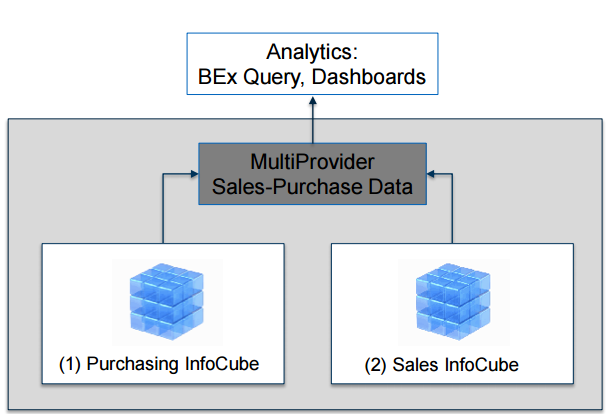 Analytics:
BEx Query, Dashboards
MultiProvider
Sales-Purchase Data
(1) Purchasing InfoCube
(2) Sales InfoCube